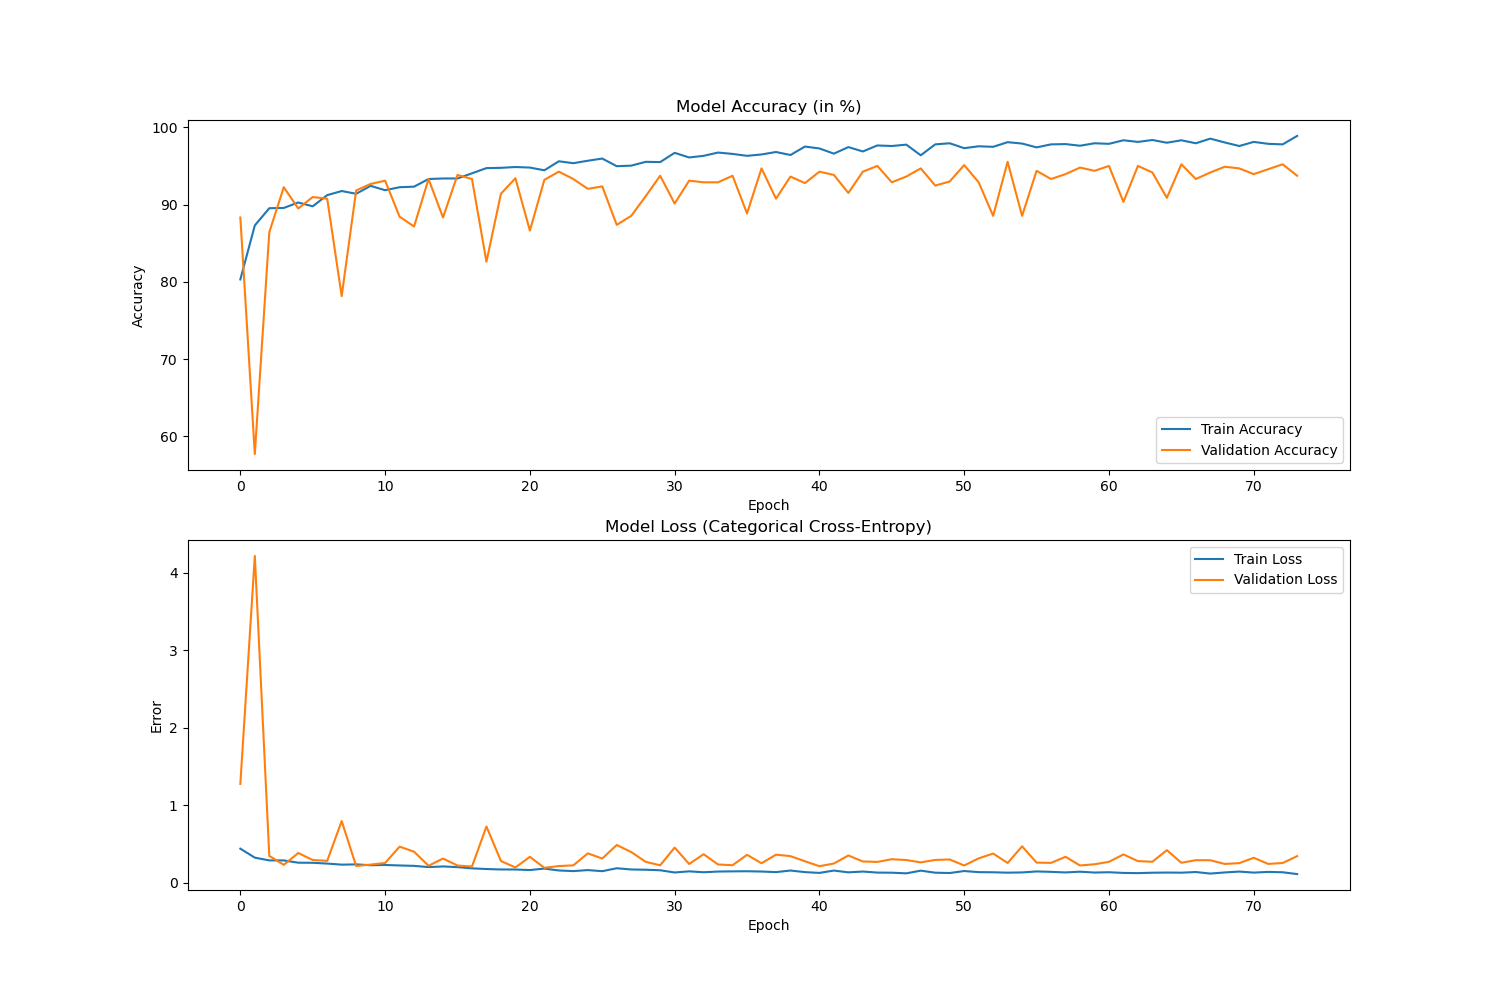 Model Accuracy (in %)
100
90
80
70
60
Accuracy
Train Accuracy
Validation Accuracy
0 10 20 30 40 50 60 70
Epoch
Model Loss (Categorical Cross-Entropy)
Train Loss
Validation Loss
4
3
2
1
0
Error
0 10 20 30 40 50 60 70
Epoch